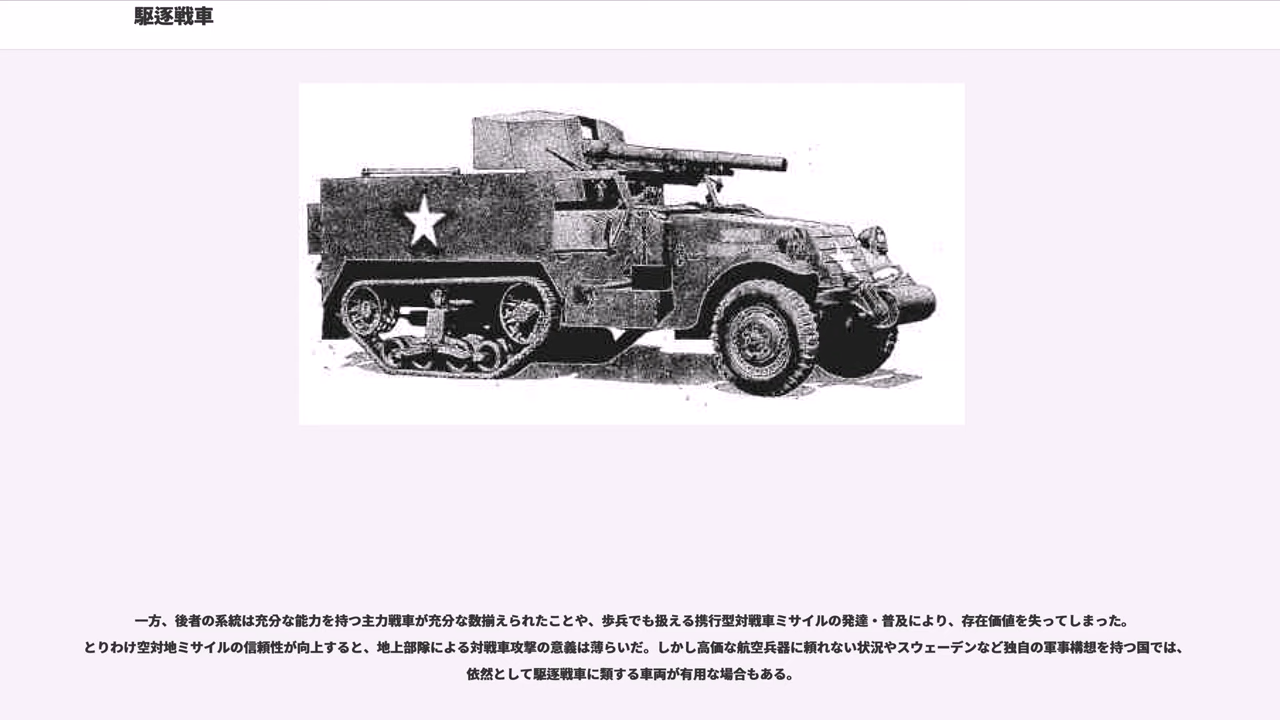 駆逐戦車
一方、後者の系統は充分な能力を持つ主力戦車が充分な数揃えられたことや、歩兵でも扱える携行型対戦車ミサイルの発達・普及により、存在価値を失ってしまった。
とりわけ空対地ミサイルの信頼性が向上すると、地上部隊による対戦車攻撃の意義は薄らいだ。しかし高価な航空兵器に頼れない状況やスウェーデンなど独自の軍事構想を持つ国では、
依然として駆逐戦車に類する車両が有用な場合もある。